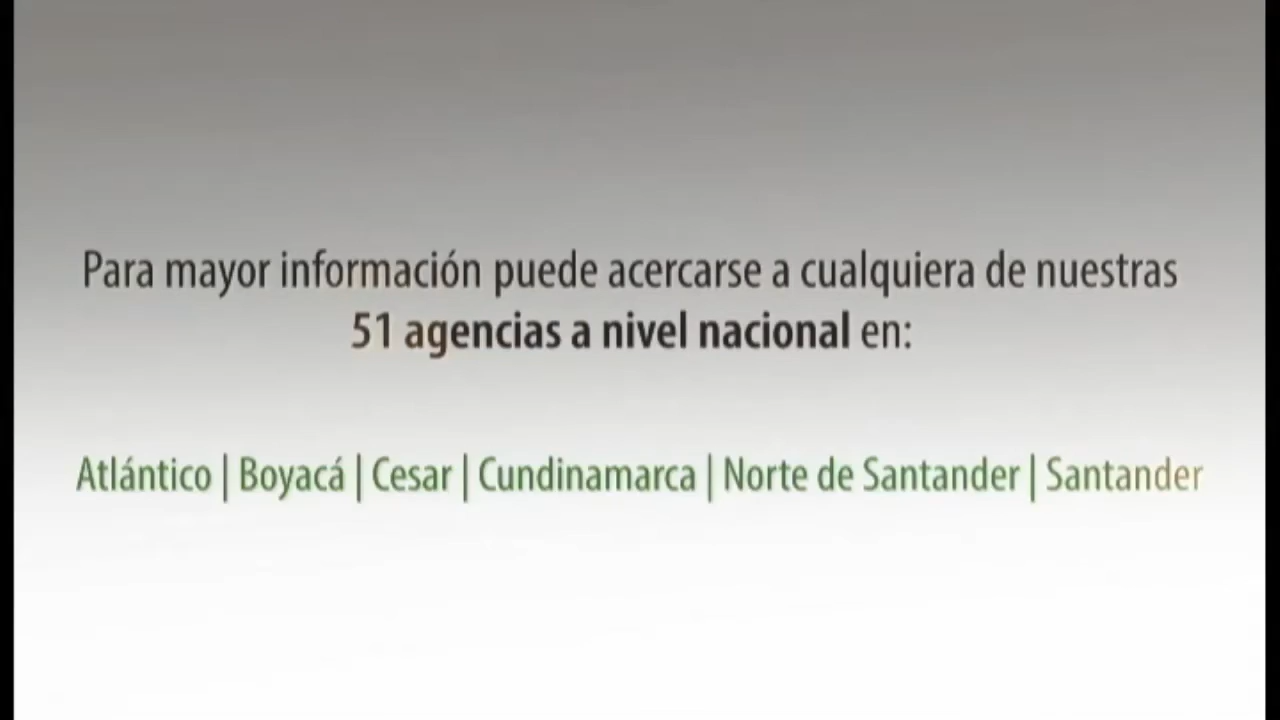 Para mayor información puede acercarse a cualquiera de nuestras
51 agencias a nivel nacional en:
Atlántico | Boyacá | Cesar | Cundinamarca | Norte de Santander | Santander